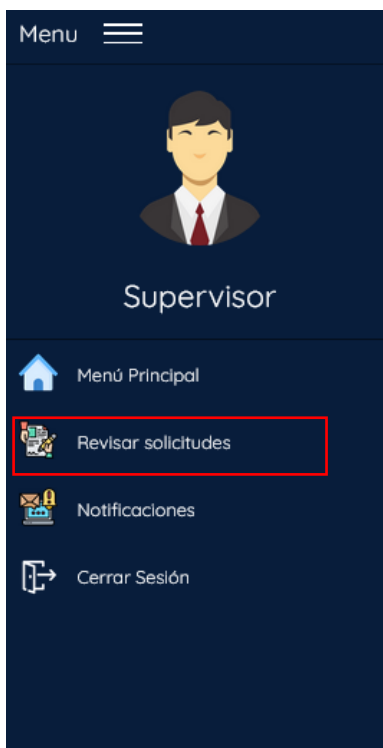 Menu
Supervisor
Menú Principal
Revisar solicitudes
Notificaciones
Cerrar Sesión